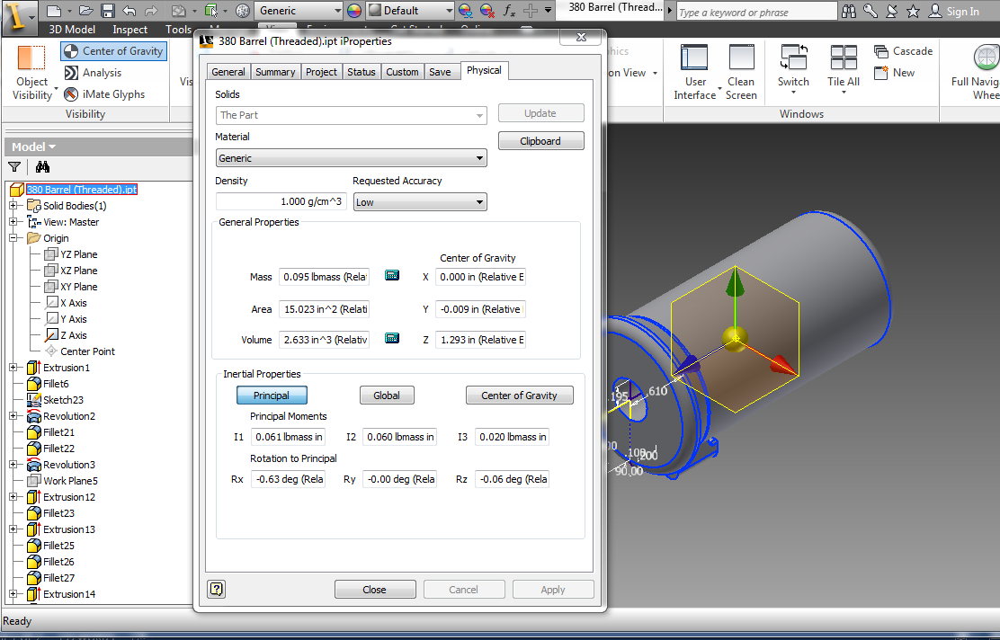 Generic
Default
380 Barrel (Thread...
Type a keyword or phrase
Sign In
3D Model
Inspect
Tools
Object
Visibility
Center of Gravity
Analysis
iMate Glyphs
Visibility
User
Interface
Clean
Screen
Switch
Tile All
Cascade
New
Windows
Model
380 Barrel (Threaded).ipt
Solid Bodies(1)
View: Master
Origin
YZ Plane
XZ Plane
XY Plane
X Axis
Y Axis
Z Axis
Center Point
Extrusion1
Fillet6
Sketch23
Revolution2
Fillet21
Fillet22
Revolution3
Work Plane5
Extrusion12
Fillet23
Extrusion13
Fillet25
Fillet26
Fillet27
Extrusion14
Ready
380 Barrel (Threaded).ipt iProperties
General Summary Project Status Custom Save Physical
Solids
The Part
Update
Material
Clipboard
Generic
Density
Requested Accuracy
1.000 g/cm^3
Low
General Properties
Center of Gravity
Mass 0.095 lbmass (Rela X 0.000 in (Relative E
Area 15.023 in^2 (Relati Y -0.009 in (Relative
Volume 2.633 in^3 (Relativ Z 1.293 in (Relative E
Inertial Properties
Principal Global Center of Gravity
Principal Moments
I1 0.061 lbmass in I2 0.060 lbmass in I3 0.020 lbmass in
Rotation to Principal
Rx -0.63 deg (Rela Ry -0.00 deg (Rela Rz -0.06 deg (Rela
Close Cancel Apply
.195
.610
.200
90.00